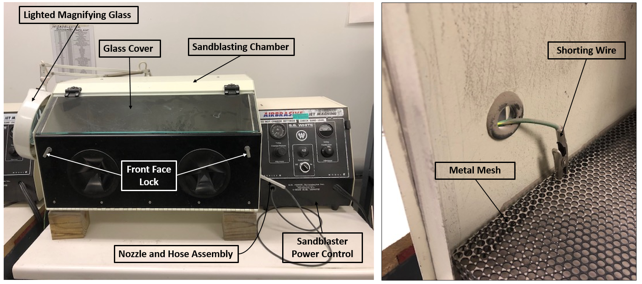 Lighted Magnifying Glass
Glass Cover
Sandblasting Chamber
Shorting Wire
AIRBRASIVE
S.S. WHITE
W
Front Face
Lock
Metal Mesh
Nozzle and Hose Assembly
Sandblaster
Power Control